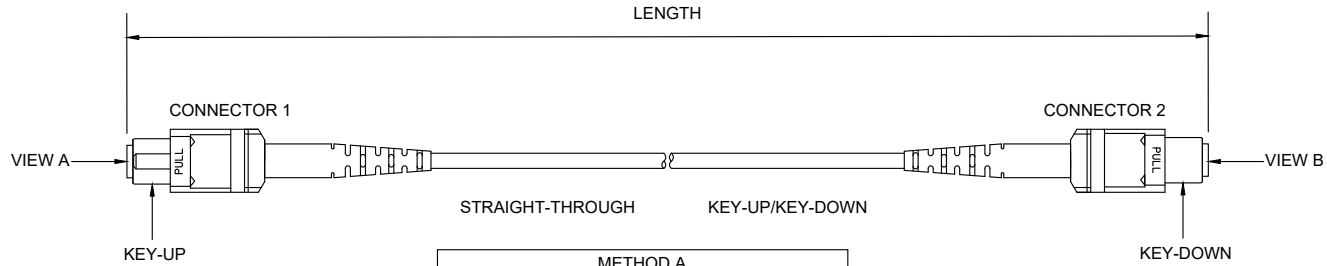 LENGTH
CONNECTOR 1
CONNECTOR 2
VIEW A
PULL
PULL
VIEW B
STRAIGHT-THROUGH
KEY-UP/KEY-DOWN
KEY-UP
KEY-DOWN
METHOD A